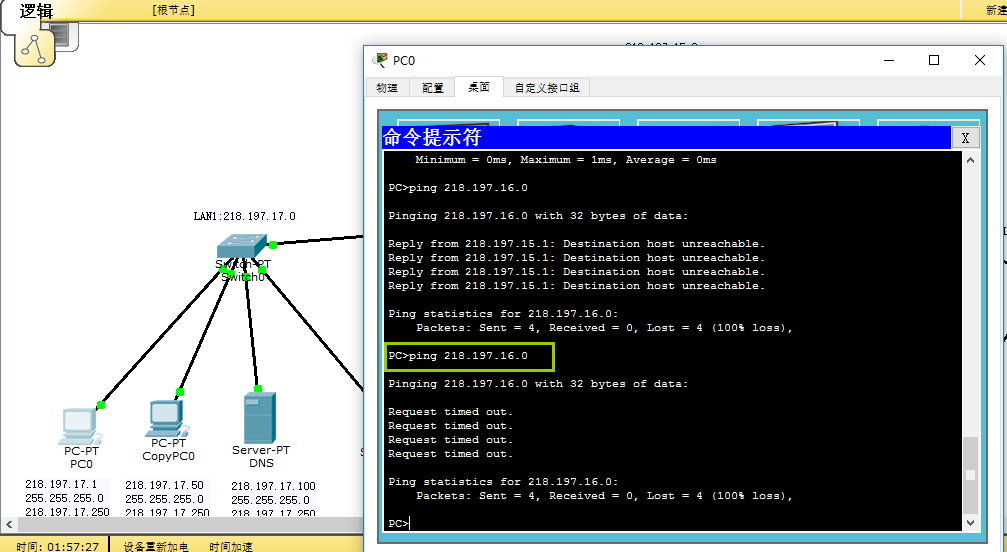 逻辑
[根节点]
新建
PC0
物理 配置 桌面 自定义接口组
命令提示符
X
Minimum = 0ms, Maximum = 1ms, Average = 0ms
PC>ping 218.197.16.0
Pinging 218.197.16.0 with 32 bytes of data:
Reply from 218.197.15.1: Destination host unreachable.
Reply from 218.197.15.1: Destination host unreachable.
Reply from 218.197.15.1: Destination host unreachable.
Reply from 218.197.15.1: Destination host unreachable.
Ping statistics for 218.197.16.0:
Packets: Sent = 4, Received = 0, Lost = 4 (100% loss),
PC>ping 218.197.16.0
Pinging 218.197.16.0 with 32 bytes of data:
Request timed out.
Request timed out.
Request timed out.
Request timed out.
Ping statistics for 218.197.16.0:
Packets: Sent = 4, Received = 0, Lost = 4 (100% loss),
PC>
LAN1:218.197.17.0
Switch-PT
Switch0
PC-PT
PC0
218.197.17.1
255.255.255.0
218.197.17.250
PC-PT
CopyPC0
218.197.17.50
255.255.255.0
218.197.17.250
Server-PT
DNS
218.197.17.100
255.255.255.0
218.197.17.250
时间: 01:57:27 设备重新加电 时间加速